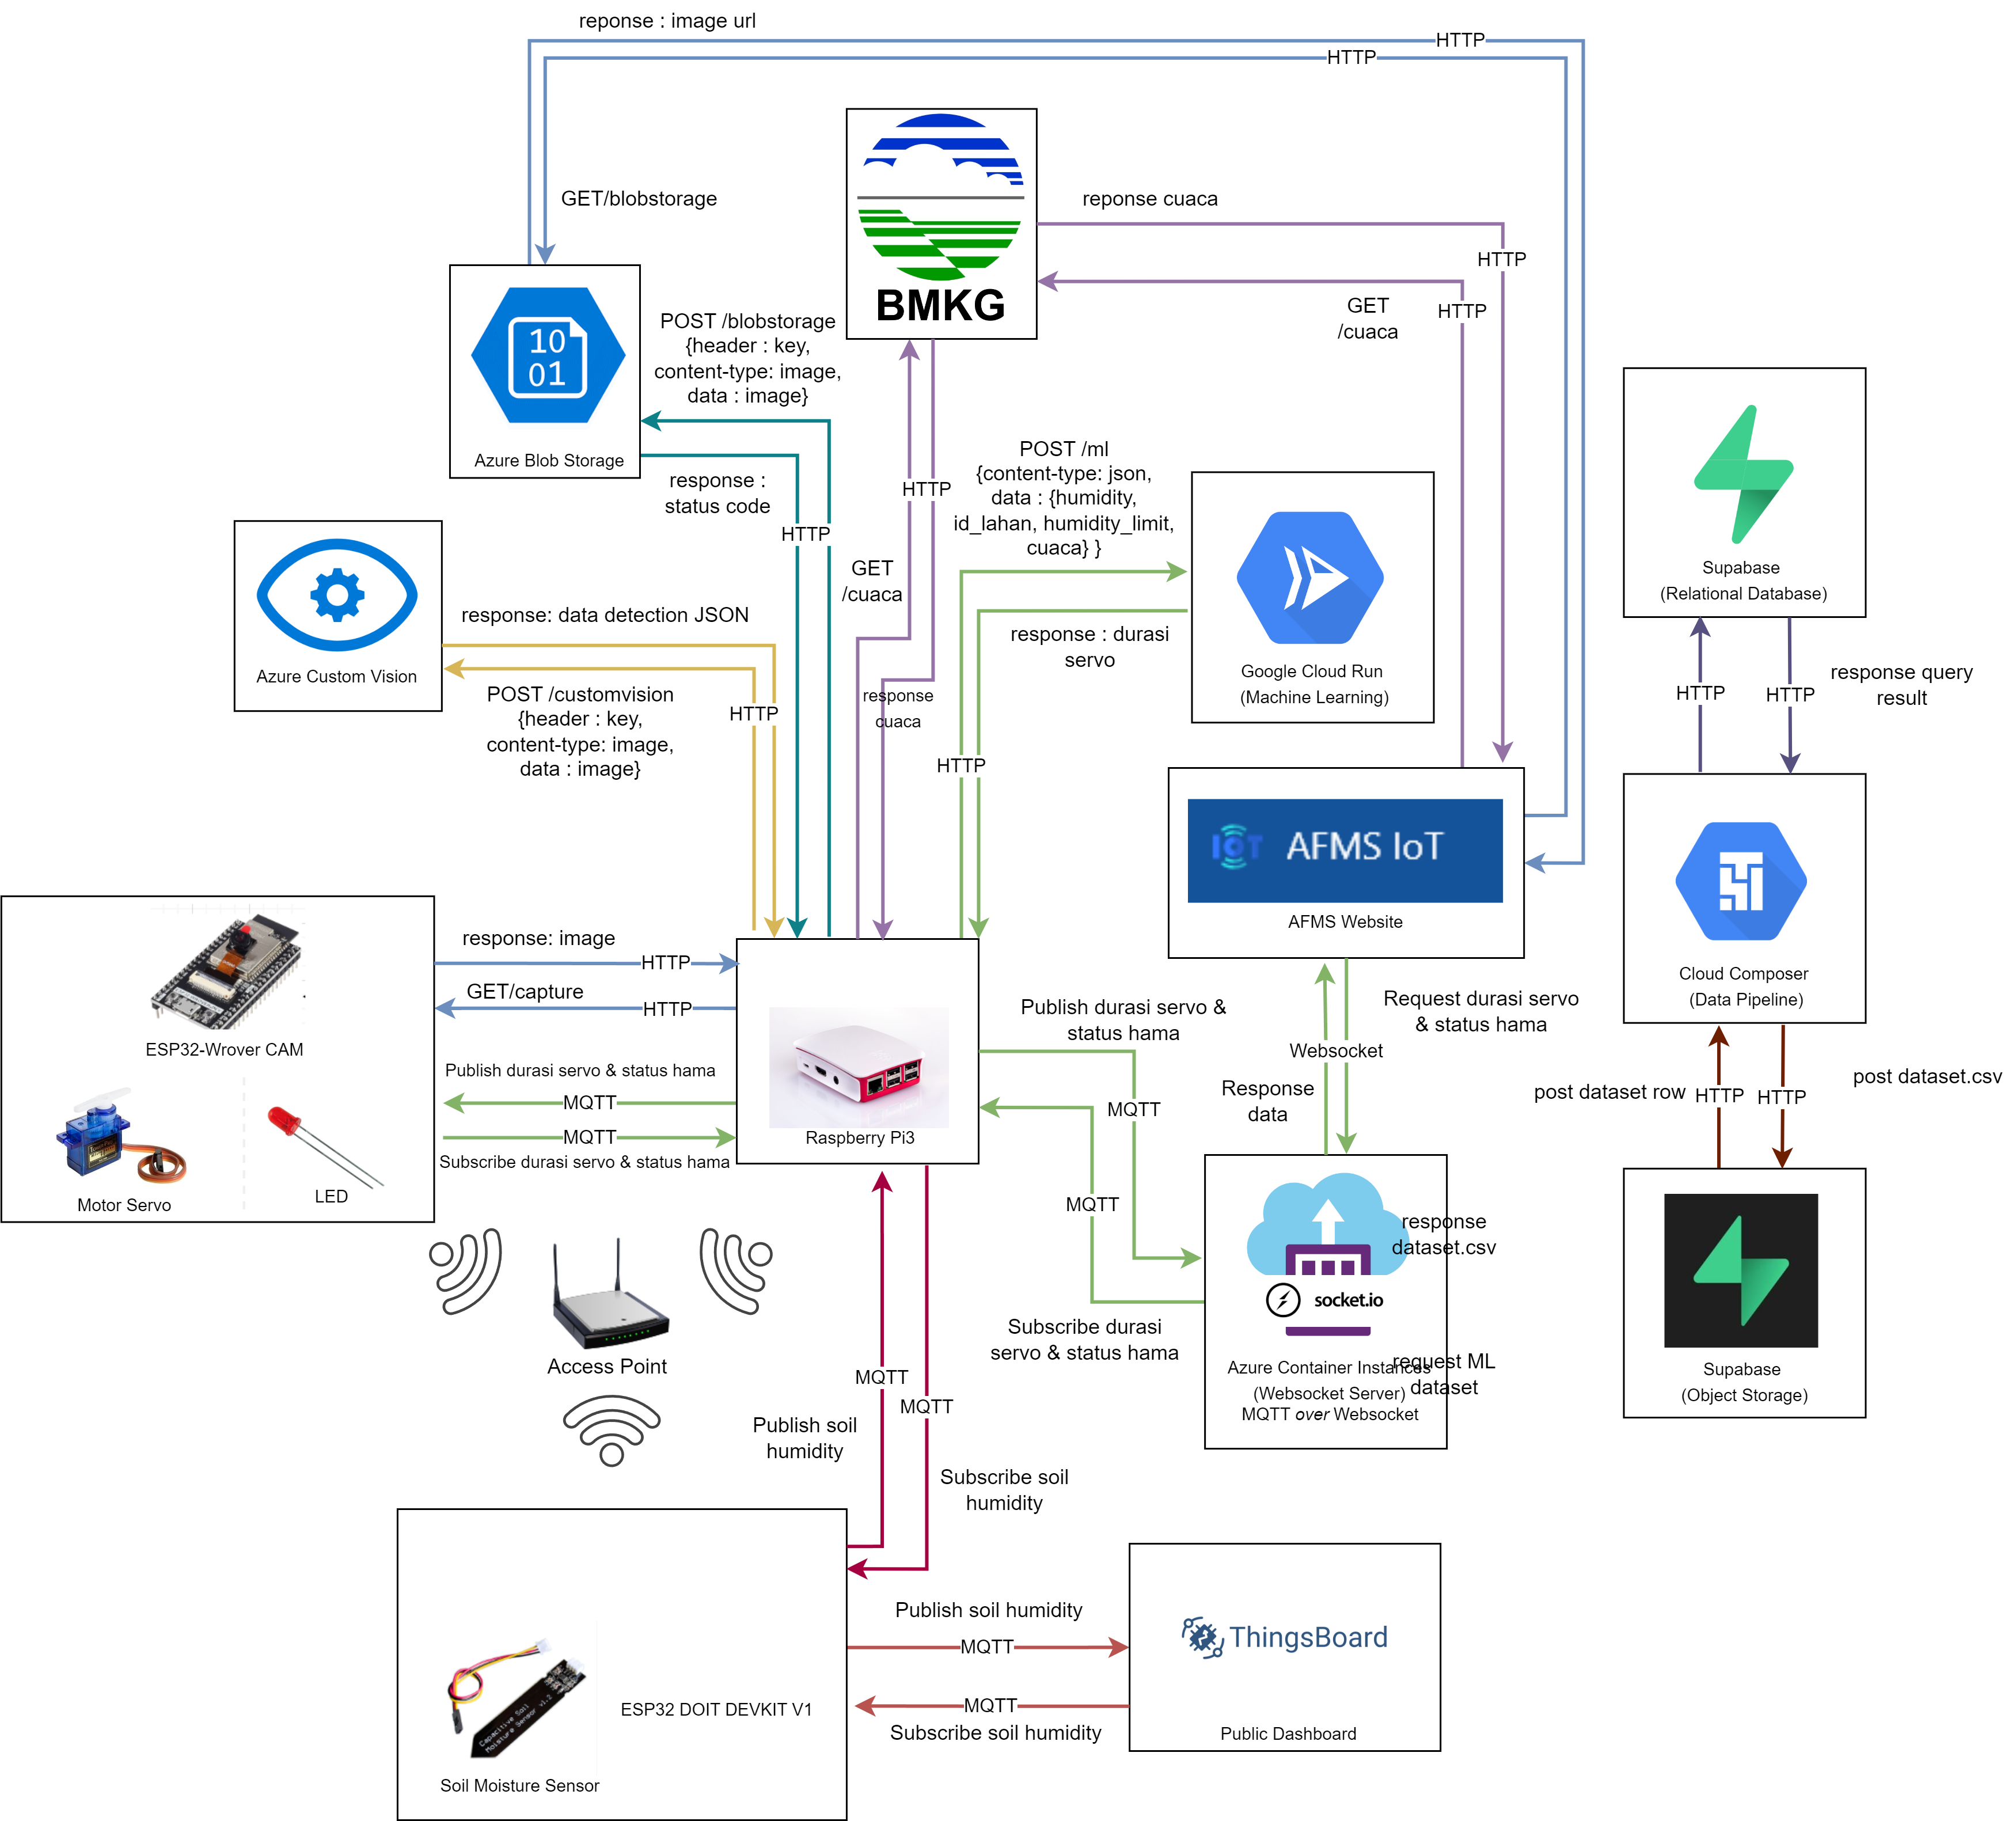 reponse : image url
HTTP
HTTP
GET/blobstorage
BMKG
reponse cuaca
HTTP
GET
/cuaca
HTTP
10
01
Azure Blob Storage
POST /blobstorage
{header : key,
content-type: image,
data : image}
response :
status code
HTTP
HTTP
GET
/cuaca
response
cuaca
POST /ml
{content-type: json,
data : {humidity,
id_lahan, humidity_limit,
cuaca} }
response : durasi
servo
HTTP
Google Cloud Run
(Machine Learning)
Supabase
(Relational Database)
HTTP
HTTP
response query
result
Azure Custom Vision
response: data detection JSON
POST /customvision
{header : key,
content-type: image,
data : image}
HTTP
IoT AFMS IoT
AFMS Website
Cloud Composer
(Data Pipeline)
ESP32-Wrover CAM
Motor Servo
LED
response: image
HTTP
GET/capture
HTTP
Publish durasi servo & status hama
MQTT
MQTT
Subscribe durasi servo & status hama
Raspberry Pi3
Publish durasi servo &
status hama
MQTT
MQTT
Subscribe durasi
servo & status hama
Request durasi servo
& status hama
Websocket
Response
data
post dataset row
HTTP
HTTP
post dataset.csv
response
dataset.csv
socket.io
request ML
dataset
Azure Container Instances
(Websocket Server)
MQTT over Websocket
Supabase
(Object Storage)
Access Point
MQTT
MQTT
Publish soil
humidity
Subscribe soil
humidity
Capacitive Soil
Moisture Sensor v1.2
ESP32 DOIT DEVKIT V1
Soil Moisture Sensor
Publish soil humidity
MQTT
MQTT
Subscribe soil humidity
ThingsBoard
Public Dashboard